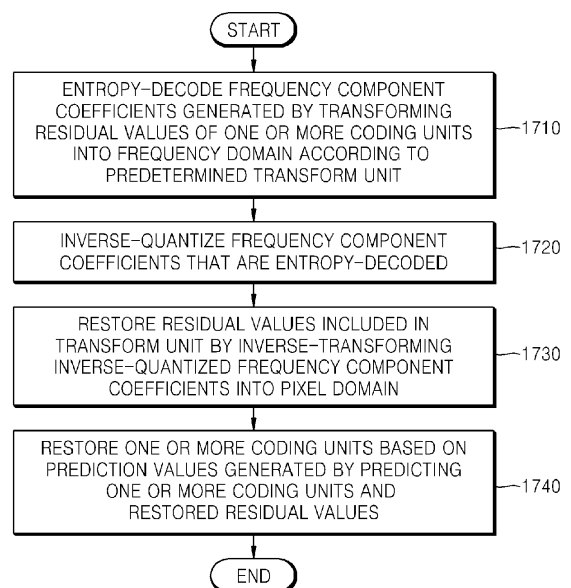 START
ENTROPY-DECODE FREQUENCY COMPONENT
COEFFICIENTS GENERATED BY TRANSFORMING
RESIDUAL VALUES OF ONE OR MORE CODING UNITS
INTO FREQUENCY DOMAIN ACCORDING TO
PREDETERMINED TRANSFORM UNIT
1710
INVERSE-QUANTIZE FREQUENCY COMPONENT
COEFFICIENTS THAT ARE ENTROPY-DECODED
1720
RESTORE RESIDUAL VALUES INCLUDED IN
TRANSFORM UNIT BY INVERSE-TRANSFORMING
INVERSE-QUANTIZED FREQUENCY COMPONENT
COEFFICIENTS INTO PIXEL DOMAIN
1730
RESTORE ONE OR MORE CODING UNITS BASED ON
PREDICTION VALUES GENERATED BY PREDICTING
ONE OR MORE CODING UNITS AND
RESTORED RESIDUAL VALUES
1740
END